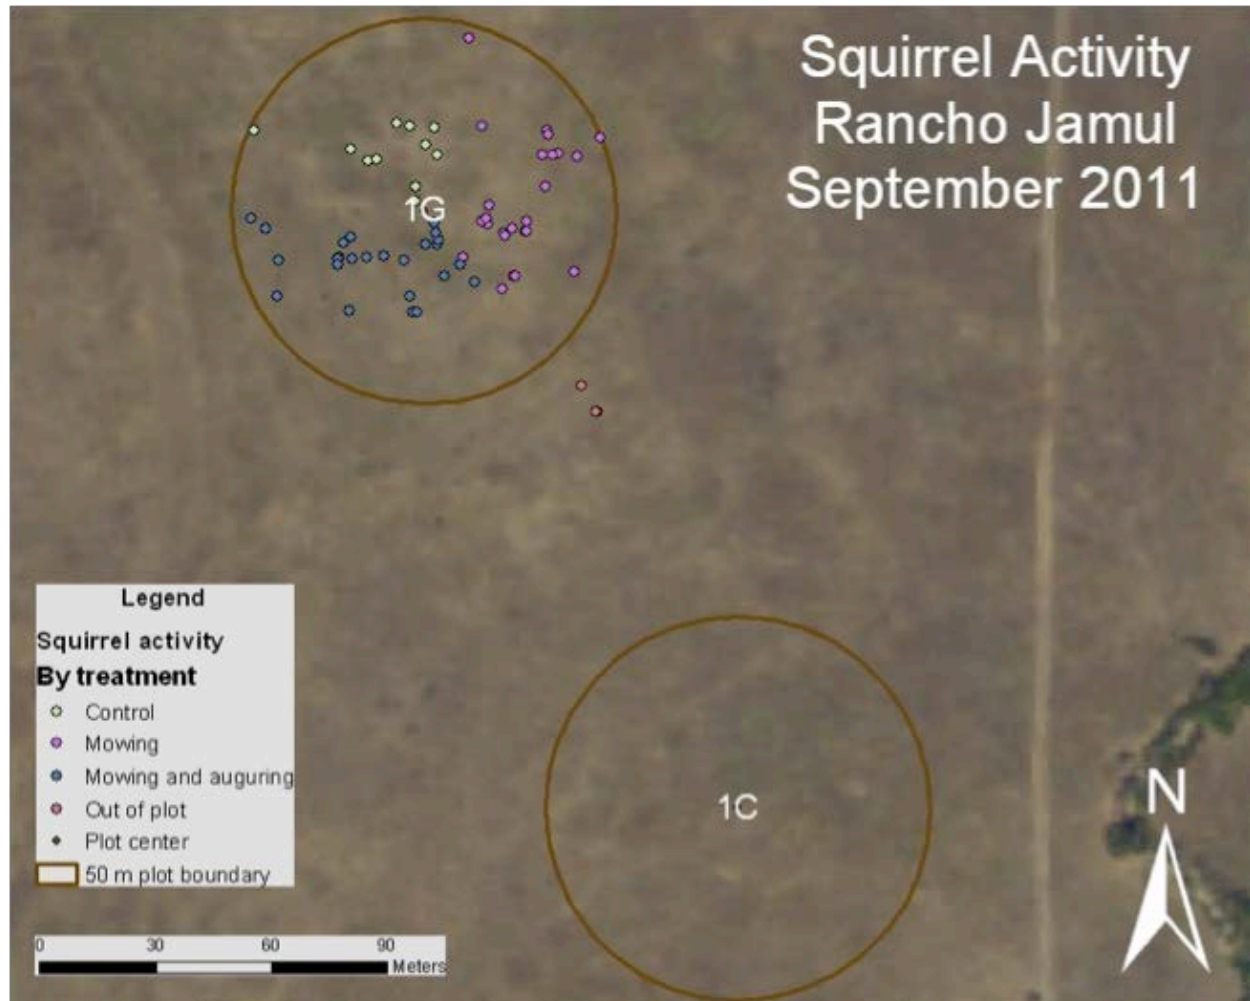 Squirrel Activity
Rancho Jamul
September 2011
1G
1C
Legend
Squirrel activity
By treatment
Control
Mowing
Mowing and auguring
Out of plot
Plot center
50 m plot boundary
0 30 60 90
Meters
N